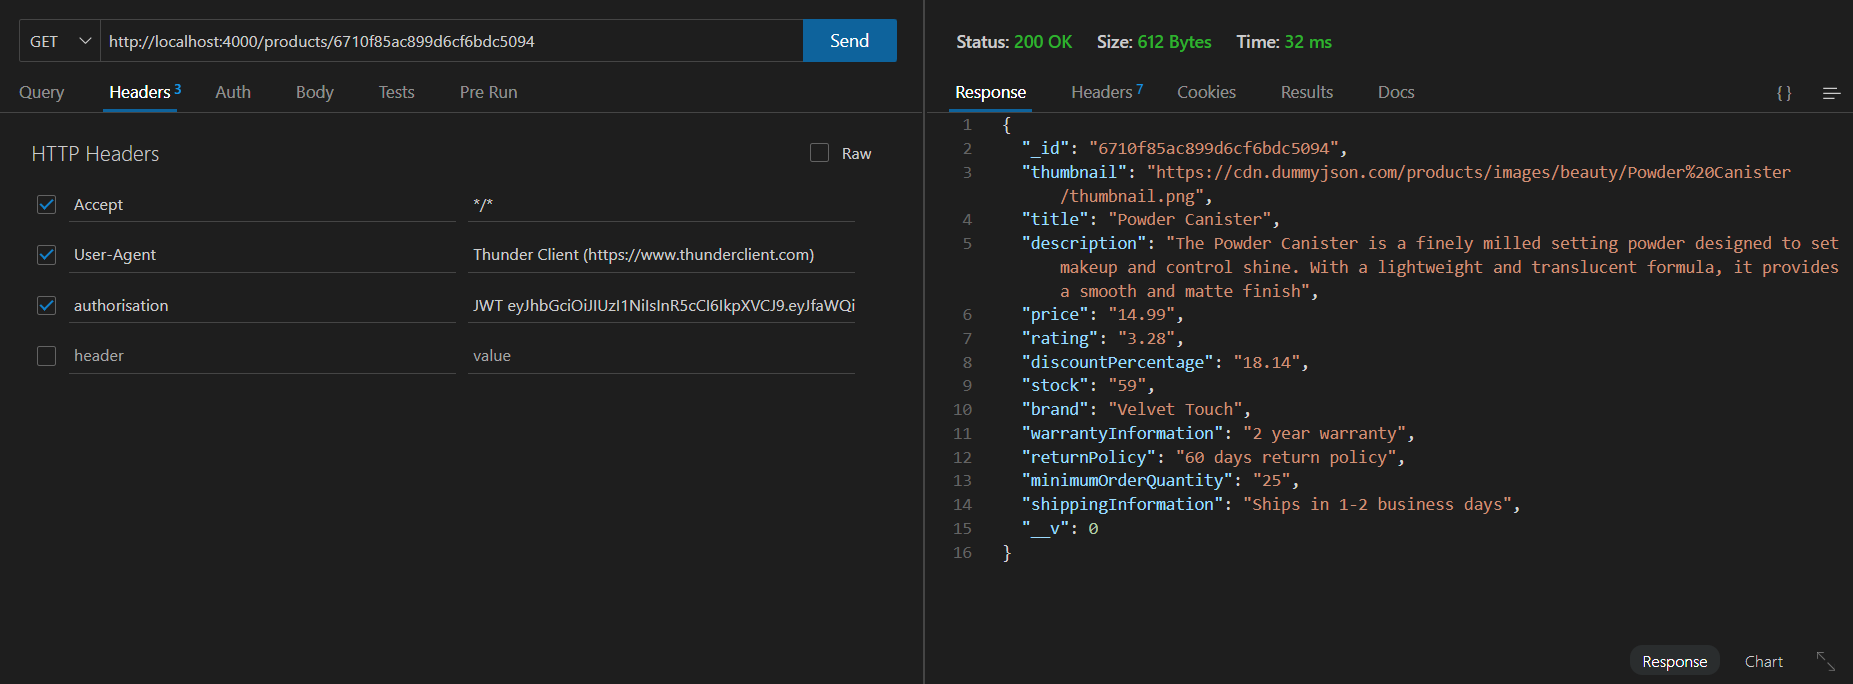 GET http://localhost:4000/products/6710f85ac899d6cf6bdc5094 Send
Query Headers 3 Auth Body Tests Pre Run
HTTP Headers Raw
Accept */*
User-Agent Thunder Client (https://www.thunderclient.com)
authorisation JWT eyJhbGciOiJIUzI1NiIsInR5cCI6IkpXVCJ9.eyJfaWQi
header value
Status: 200 OK Size: 612 Bytes Time: 32 ms
Response Headers 7 Cookies Results Docs {}
1 {
2 "_id": "6710f85ac899d6cf6bdc5094",
3 "thumbnail": "https://cdn.dummyjson.com/products/images/beauty/Powder%20Canister
/thumbnail.png",
4 "title": "Powder Canister",
5 "description": "The Powder Canister is a finely milled setting powder designed to set
makeup and control shine. With a lightweight and translucent formula, it provides
a smooth and matte finish",
6 "price": "14.99",
7 "rating": "3.28",
8 "discountPercentage": "18.14",
9 "stock": "59",
10 "brand": "Velvet Touch",
11 "warrantyInformation": "2 year warranty",
12 "returnPolicy": "60 days return policy",
13 "minimumOrderQuantity": "25",
14 "shippingInformation": "Ships in 1-2 business days",
15 "__v": 0
16 }
Response Chart